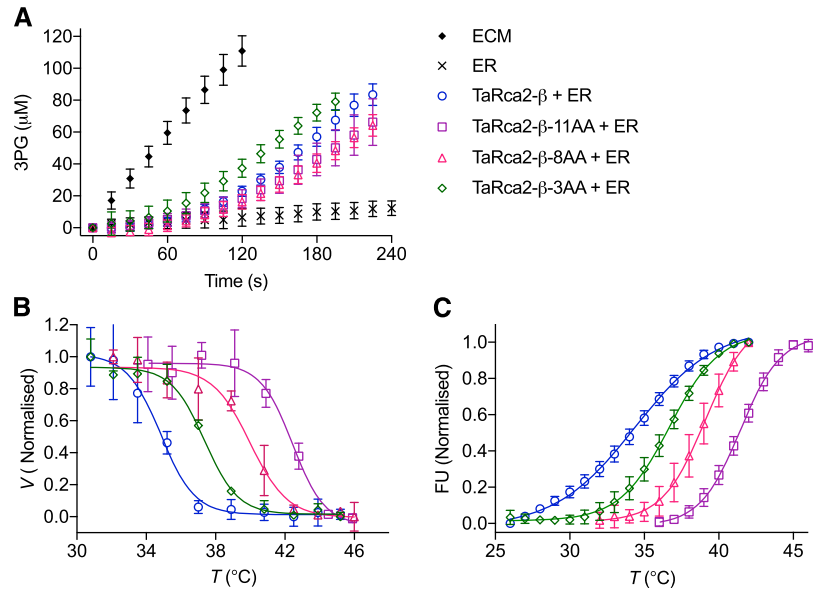 A
120
100
80
60
40
20
0
3PG (μM)
0 60 120 180 240
Time (s)
ECM
ER
TaRca2-β + ER
TaRca2-β-11AA + ER
TaRca2-β-8AA + ER
TaRca2-β-3AA + ER
B
1.2
1.0
0.8
0.6
0.4
0.2
0.0
V ( Normalised)
30 34 38 42 46
T (°C)
C
1.0
0.8
0.6
0.4
0.2
0.0
FU (Normalised)
25 30 35 40 45
T (°C)